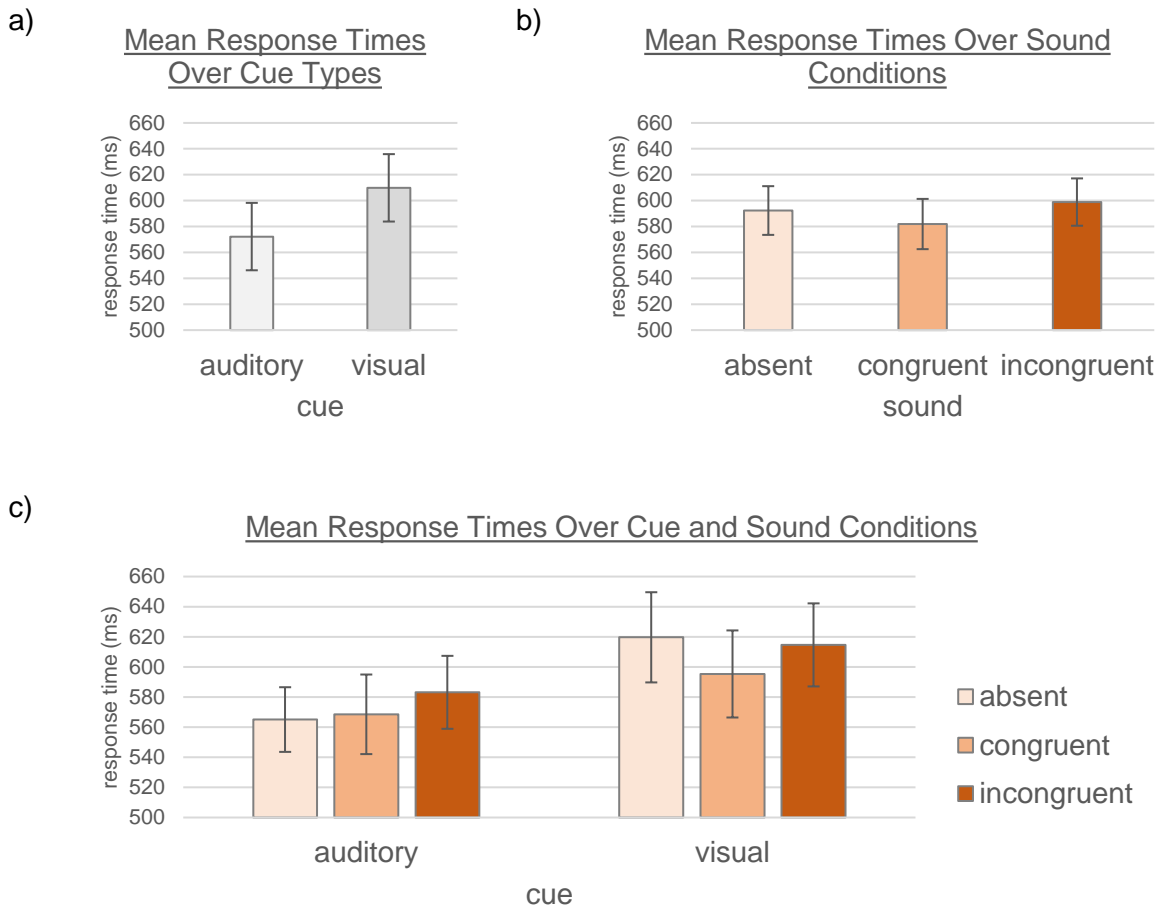 a)
Mean Response Times
Over Cue Types
response time (ms)
660
640
620
600
580
560
540
520
500
auditory visual
cue
b)
Mean Response Times Over Sound
Conditions
response time (ms)
660
640
620
600
580
560
540
520
500
absent congruent incongruent
sound
c)
Mean Response Times Over Cue and Sound Conditions
response time (ms)
660
640
620
600
580
560
540
520
500
auditory visual
cue
absent
congruent
incongruent